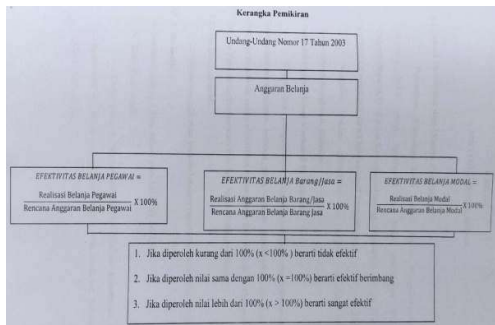 Kerangka Pemikiran
Undang-Undang Nomor 17 Tahun 2003
Anggaran Belanja
EFEKTIVITAS BELANJA PEGAWAI =
Realisasi Belanja Pegawai
Rencana Anggaran Belanja Pegawai
X 100%
EFEKTIVITAS BELANJA Barang/Jasa =
Realisasi Anggaran Belanja Barang/Jasa
Rencana Anggaran Belanja Barang Jasa
X 100%
EFEKTIVITAS BELANJA MODAL =
Realisasi Belanja Modal
Rencana Anggaran Belanja Modal
X 100%
1. Jika diperoleh kurang dari 100% (x <100% ) berarti tidak efektif
2. Jika diperoleh nilai sama dengan 100% (x =100%) berarti efektif berimbang
3. Jika diperoleh nilai lebih dari 100% (x > 100%) berarti sangat efektif